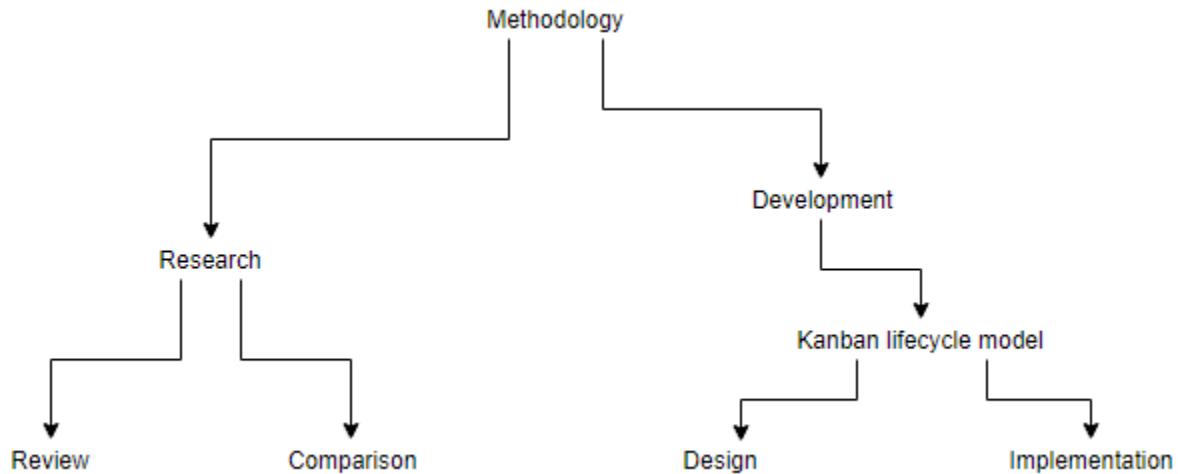 Methodology
Development
Research
Kanban lifecycle model
Review
Comparison
Design
Implementation